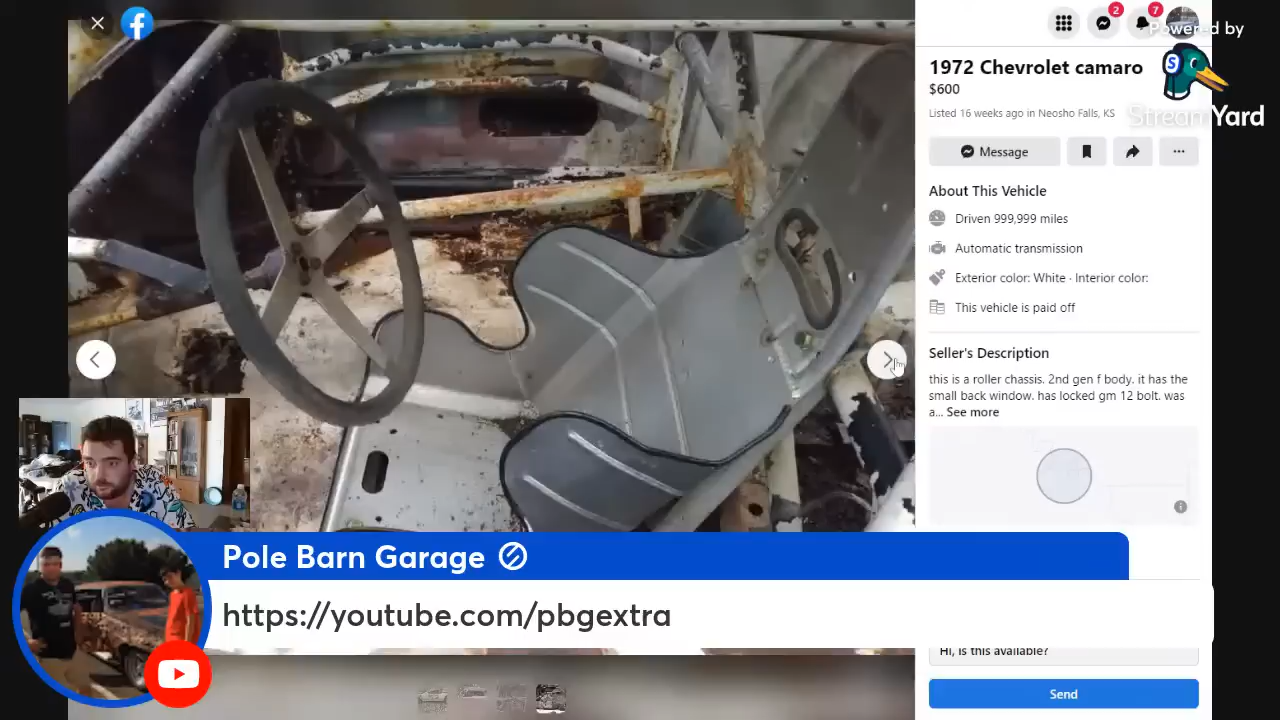 2
7
Powered by
1972 Chevrolet camaro
$600
Listed 16 weeks ago in Neosho Falls, KS
S
StreamYard
Message
About This Vehicle
Driven 999,999 miles
Automatic transmission
Exterior color: White · Interior color:
This vehicle is paid off
Seller's Description
this is a roller chassis. 2nd gen f body. it has the
small back window. has locked gm 12 bolt. was
a... See more
Pole Barn Garage
https://youtube.com/pbgextra
Hi, is this available?
Send